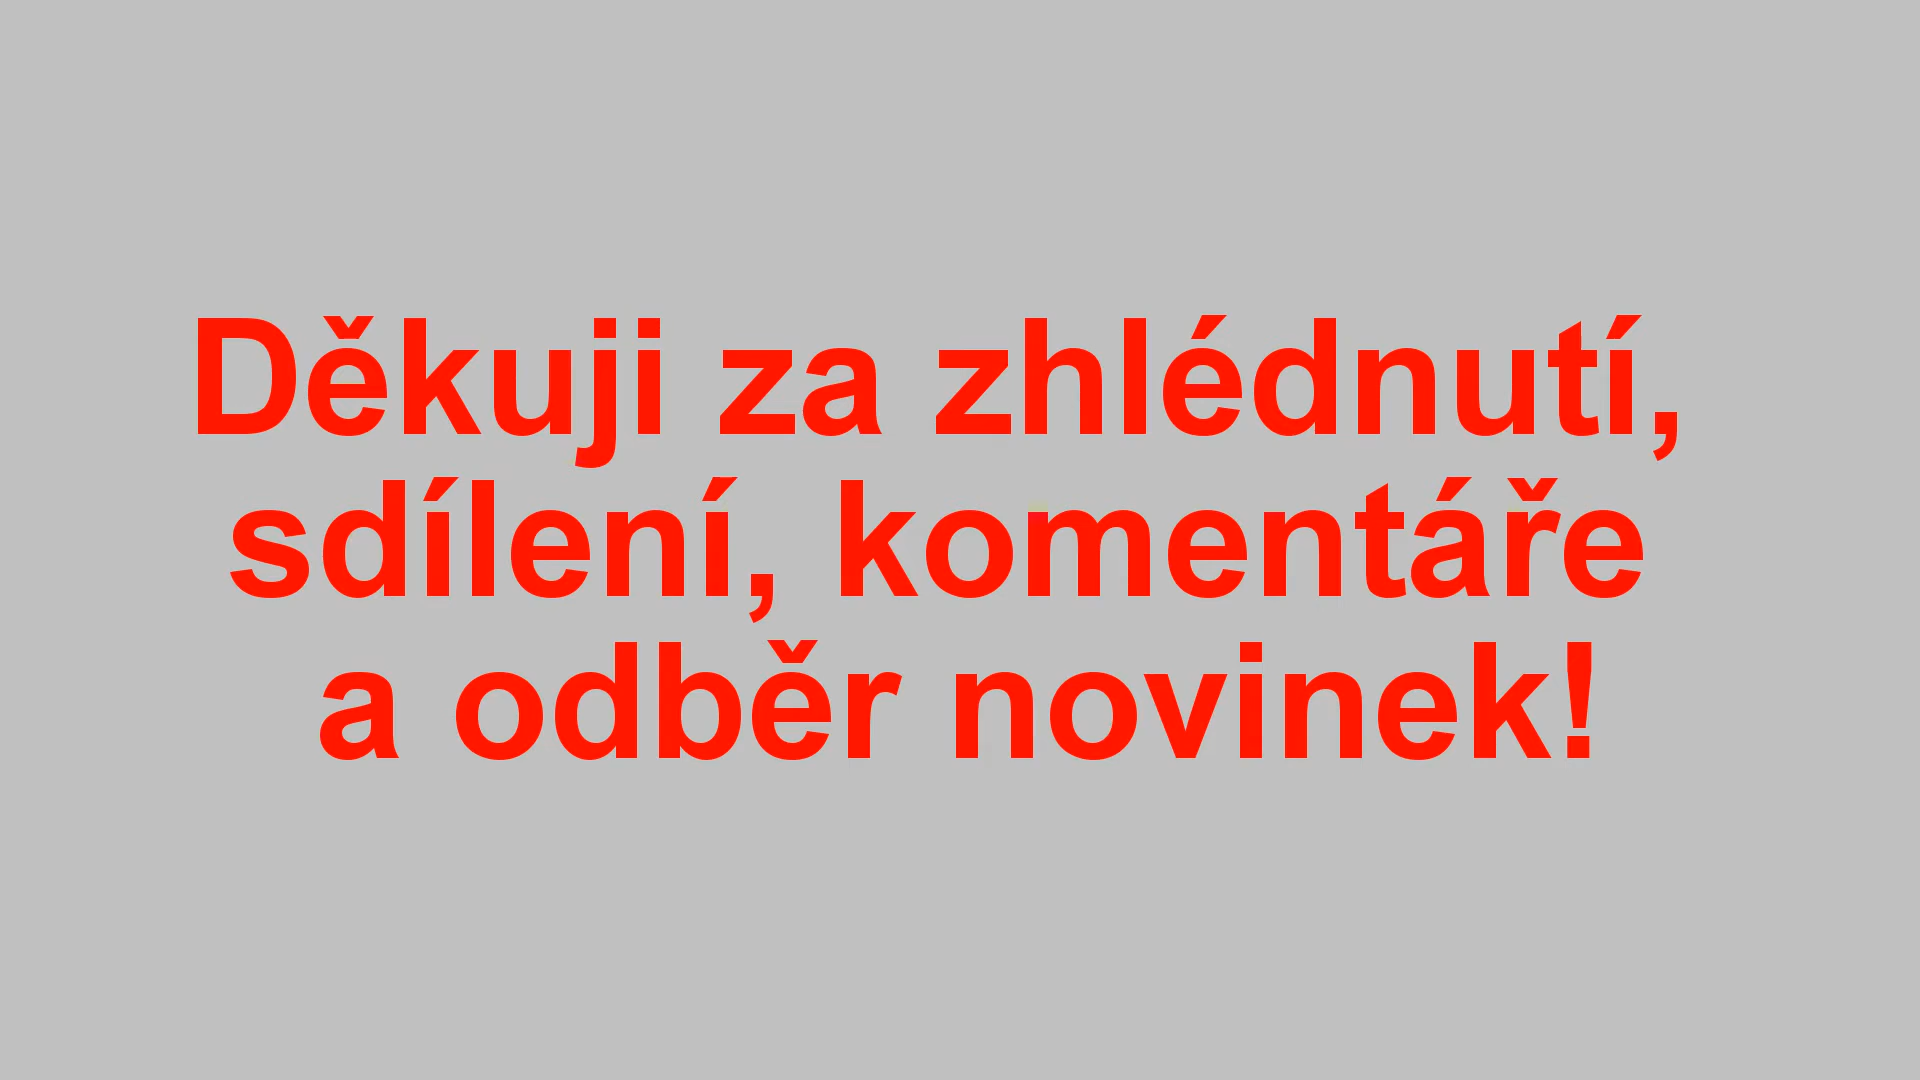 Děkuji za zhlédnutí,
sdílení, komentáře
a odběr novinek!